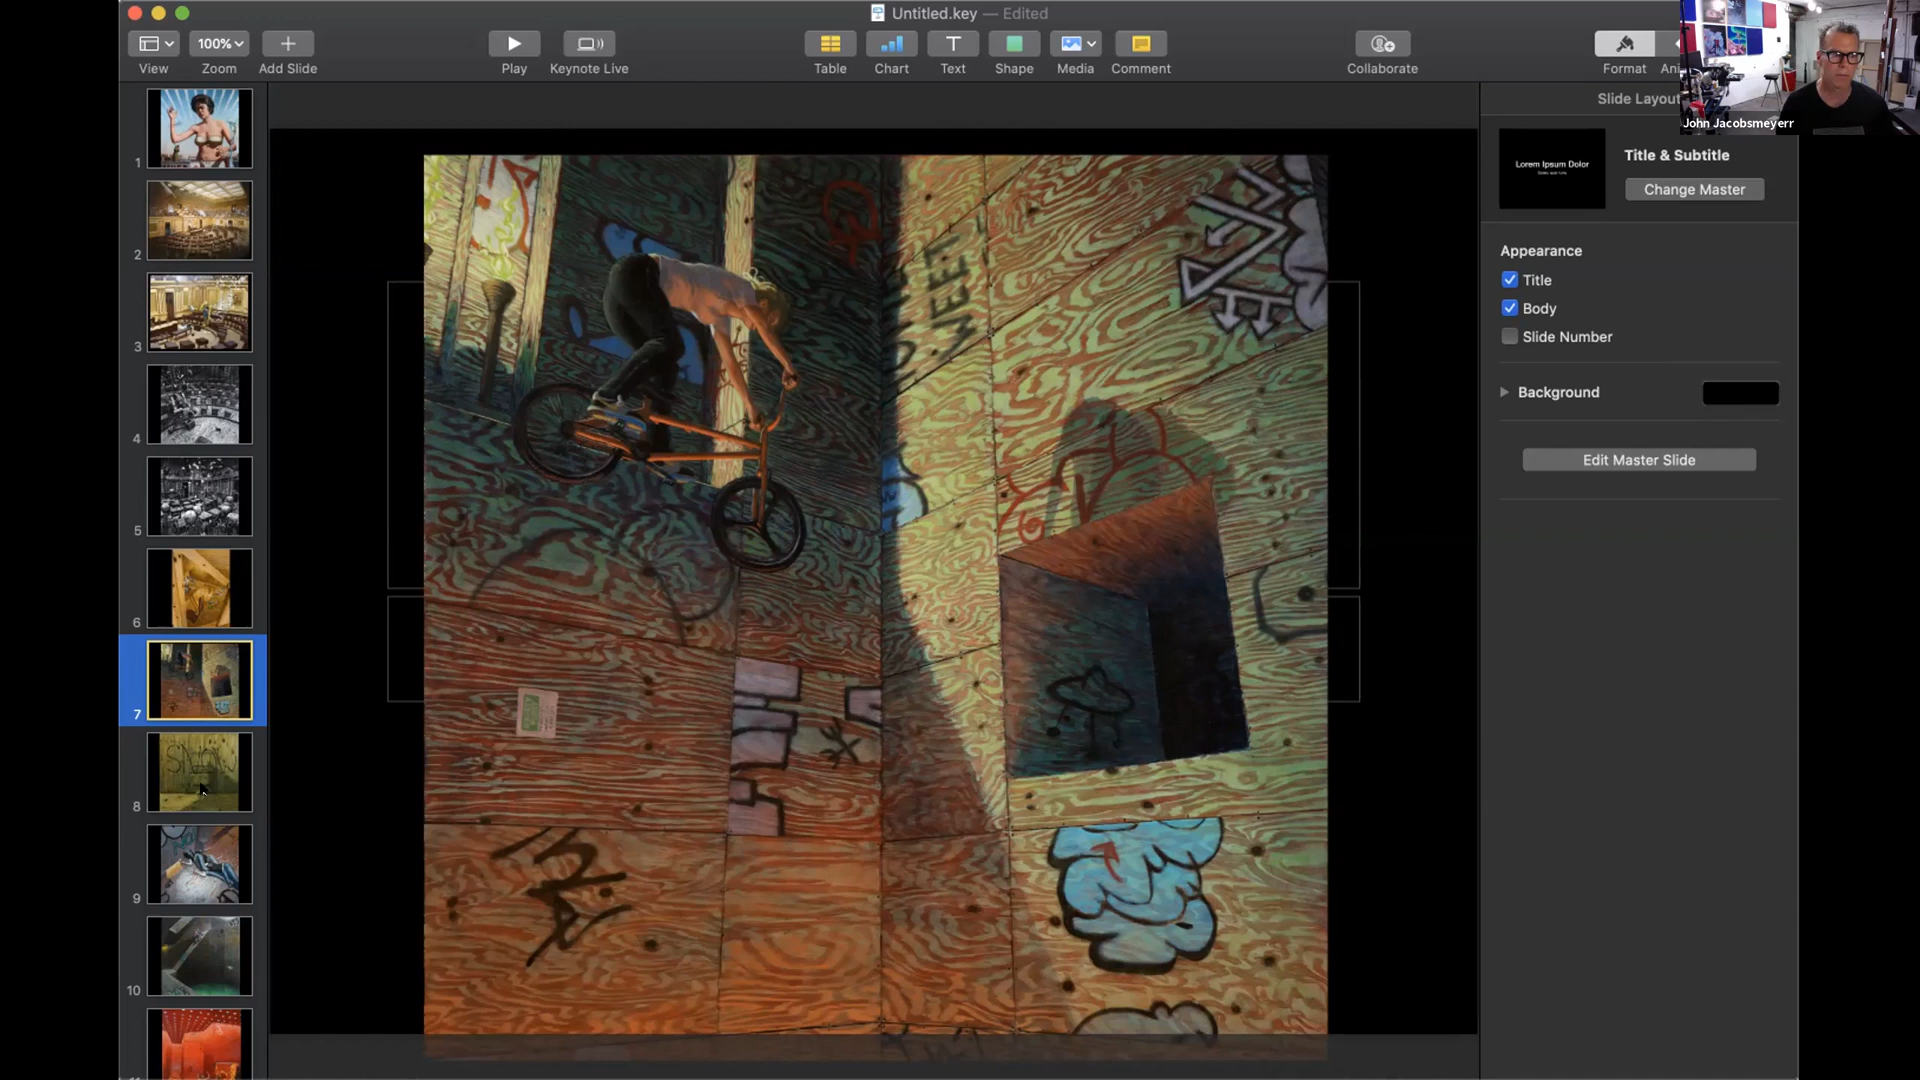 Untitled.key — Edited
View
100%
Zoom
Add Slide
Play
Keynote Live
Table
Chart
Text
Shape
Media
Comment
Collaborate
Format
John Jacobsmeyerr
1
2
3
4
5
6
7
8
9
10
Lorem Ipsum Dolor
Title & Subtitle
Change Master
Appearance
Title
Body
Slide Number
Background
Edit Master Slide
MEET